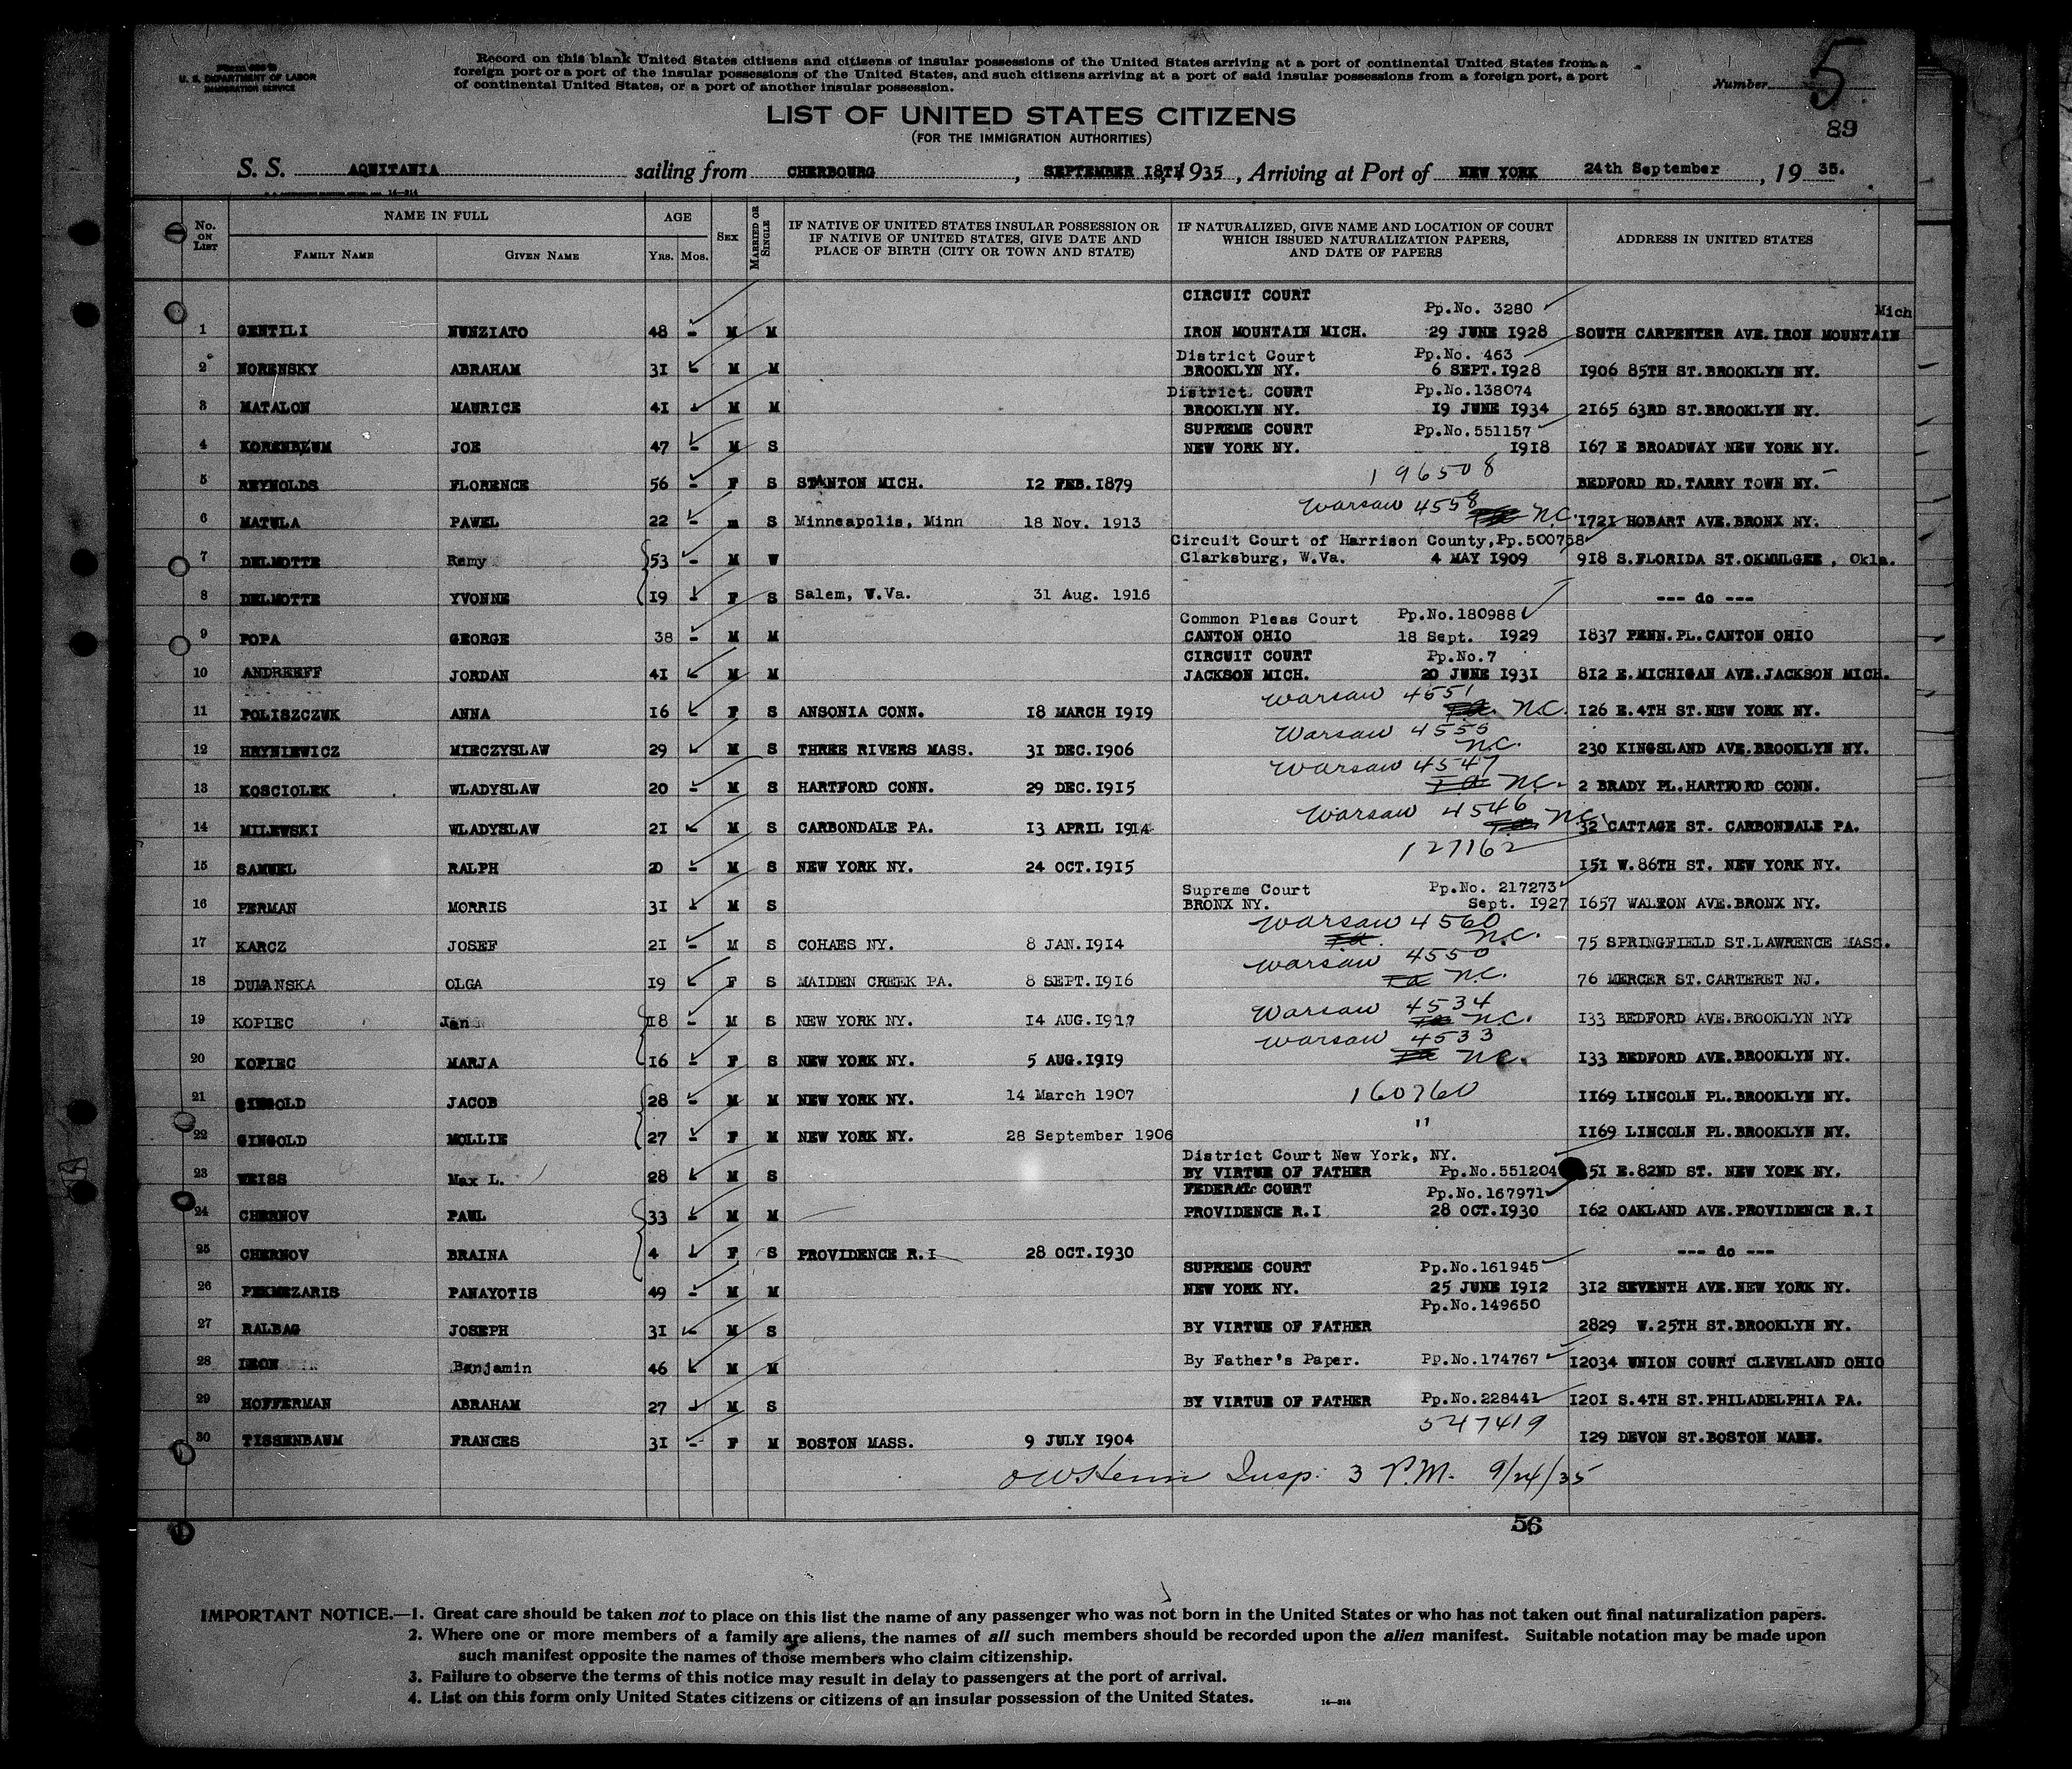 U. S. DEPARTMENT OF LABOR
IMMIGRATION SERVICE
Record on this blank United States citizens and citizens of insular possessions of the United States arriving at a port of continental United States from a
foreign port or a port of the insular possessions of the United States, and such citizens arriving at a port of said insular possessions from a foreign port, a port
of continental United States, or a port of another insular possession.
Number 5
89
LIST OF UNITED STATES CITIZENS
(FOR THE IMMIGRATION AUTHORITIES)
S. S. AQUITANIA sailing from CHERBOURG , SEPTEMBER 18TH, 1935 , Arriving at Port of NEW YORK 24th September , 19 35.
14-814
No. ON LIST
NAME IN FULL
FAMILY NAME GIVEN NAME
AGE
YRS. MOS.
SEX
MARRIED OR SINGLE
IF NATIVE OF UNITED STATES INSULAR POSSESSION OR
IF NATIVE OF UNITED STATES, GIVE DATE AND
PLACE OF BIRTH (CITY OR TOWN AND STATE)
IF NATURALIZED, GIVE NAME AND LOCATION OF COURT
WHICH ISSUED NATURALIZATION PAPERS,
AND DATE OF PAPERS
ADDRESS IN UNITED STATES
CIRCUIT COURT Pp.No. 3280 Mich
1 GENTILI NUNZIATO 48 - M M IRON MOUNTAIN MICH. 29 JUNE 1928 SOUTH CARPENTER AVE.IRON MOUNTAIN
District Court Pp.No. 463
2 NORENSKY ABRAHAM 31 - M M BROOKLYN NY. 6 SEPT.1928 1906 85TH ST.BROOKLYN NY.
District COURT Pp.No.138074
3 MATALON MAURICE 41 - M M BROOKLYN NY. 19 JUNE 1934 2165 63RD ST.BROOKLYN NY.
SUPREME COURT Pp.No.551157
4 KORENBLUM JOE 47 - M S NEW YORK NY. 1918 167 E BROADWAY NEW YORK NY.
196508
5 REYNOLDS FLORENCE 56 - F S STANTON MICH. 12 FEB.1879 BEDFORD RD.TARRY TOWN NY.
Warsaw 4558 N.C.
6 MATULA PAWEL 22 - m S Minneapolis, Minn 18 Nov. 1913 1721 HOBART AVE.BRONX NY.
Circuit Court of Harrison County,Pp.500758
7 DELMOTTE Remy 53 - M W Clarksburg, W.Va. 4 MAY 1909 918 S.FLORIDA ST.OKMULGEE , Okla.
8 DELMOTTE YVONNE 19 - F S Salem, W.Va. 31 Aug. 1916 --- do ---
Common Pleas Court Pp.No.180988
9 POPA GEORGE 38 - M M CANTON OHIO 18 Sept. 1929 1837 PENN.PL.CANTON OHIO
CIRCUIT COURT Pp.No.7
10 ANDREEFF JORDAN 41 - M M JACKSON MICH. 20 JUNE 1931 812 E.MICHIGAN AVE.JACKSON MICH.
Warsaw 4551
11 POLISZCZUK ANNA 16 - F S ANSONIA CONN. 18 MARCH 1919 N.C. 126 E.4TH ST.NEW YORK NY.
Warsaw 4555
12 HRYNIEWICZ MIECZYSLAW 29 - M S THREE RIVERS MASS. 31 DEC.1906 N.C. 230 KINGSLAND AVE.BROOKLYN NY.
Warsaw 4547
13 KOSCIOLEK WLADYSLAW 20 - M S HARTFORD CONN. 29 DEC.1915 N.C. 2 BRADY PL.HARTFORD CONN.
Warsaw 4546 N.C.
14 MILEWSKI WLADYSLAW 21 - M S CARBONDALE PA. 13 APRIL 1914 32 CATTAGE ST. CARBONDALE PA.
127162
15 SAMUEL RALPH 20 - M S NEW YORK NY. 24 OCT.1915 151 W.86TH ST. NEW YORK NY.
Supreme Court Pp.No. 217273
16 PERMAN MORRIS 31 - M S BRONX NY. Sept. 1927 1657 WALTON AVE.BRONX NY.
Warsaw 4560
17 KARCZ JOSEF 21 - M S COHAES NY. 8 JAN.1914 N.C. 75 SPRINGFIELD ST.LAWRENCE MASS.
Warsaw 4550
18 DUMANSKA OLGA 19 - F S MAIDEN CREEK PA. 8 SEPT.1916 N.C. 76 MERCER ST.CARTERET NJ.
Warsaw 4534
19 KOPIEC Jan 18 - M S NEW YORK NY. 14 AUG.1917 N.C. 133 BEDFORD AVE.BROOKLYN NYP
Warsaw 4533
20 KOPIEC MARJA 16 - F S NEW YORK NY. 5 AUG.1919 N.C. 133 BEDFORD AVE.BROOKLYN NY.
21 GINGOLD JACOB 28 - M M NEW YORK NY. 14 March 1907 160760 1169 LINCOLN PL.BROOKLYN NY.
22 GINGOLD MOLLIE 27 - F M NEW YORK NY. 28 September 1906 " 1169 LINCOLN PL.BROOKLYN NY.
District Court New York, NY.
23 WEISS Max L. 28 - M S BY VIRTUE OF FATHER Pp.No.551204 51 E.82ND ST. NEW YORK NY.
FEDERAL COURT Pp.No.167971
24 CHERNOV PAUL 33 - M M PROVIDENCE R.I 28 OCT.1930 162 OAKLAND AVE.PROVIDENCE R.I
25 CHERNOV BRAINA 4 - F S PROVIDENCE R.I 28 OCT.1930 --- do ---
SUPREME COURT Pp.No.161945
26 PEKMEZARIS PANAYOTIS 49 - M M NEW YORK NY. 25 JUNE 1912 312 SEVENTH AVE.NEW YORK NY.
Pp.No.149650
27 RALBAG JOSEPH 31 - M S BY VIRTUE OF FATHER 2829 W.25TH ST.BROOKLYN NY.
28 IRON Benjamin 46 M M By Father's Paper. Pp.No.174767 12034 UNION COURT CLEVELAND OHIO
29 HOFFERMAN ABRAHAM 27 - M S BY VIRTUE OF FATHER Pp.No.228441 1201 S.4TH ST.PHILADELPHIA PA.
547419
30 TISSENBAUM FRANCES 31 - F M BOSTON MASS. 9 JULY 1904 129 DEVON ST.BOSTON MASS.
Insp. 3 P.M. 9/24/35
56
IMPORTANT NOTICE.—1. Great care should be taken not to place on this list the name of any passenger who was not born in the United States or who has not taken out final naturalization papers.
2. Where one or more members of a family are aliens, the names of all such members should be recorded upon the alien manifest. Suitable notation may be made upon
such manifest opposite the names of those members who claim citizenship.
3. Failure to observe the terms of this notice may result in delay to passengers at the port of arrival.
4. List on this form only United States citizens or citizens of an insular possession of the United States.
14—814